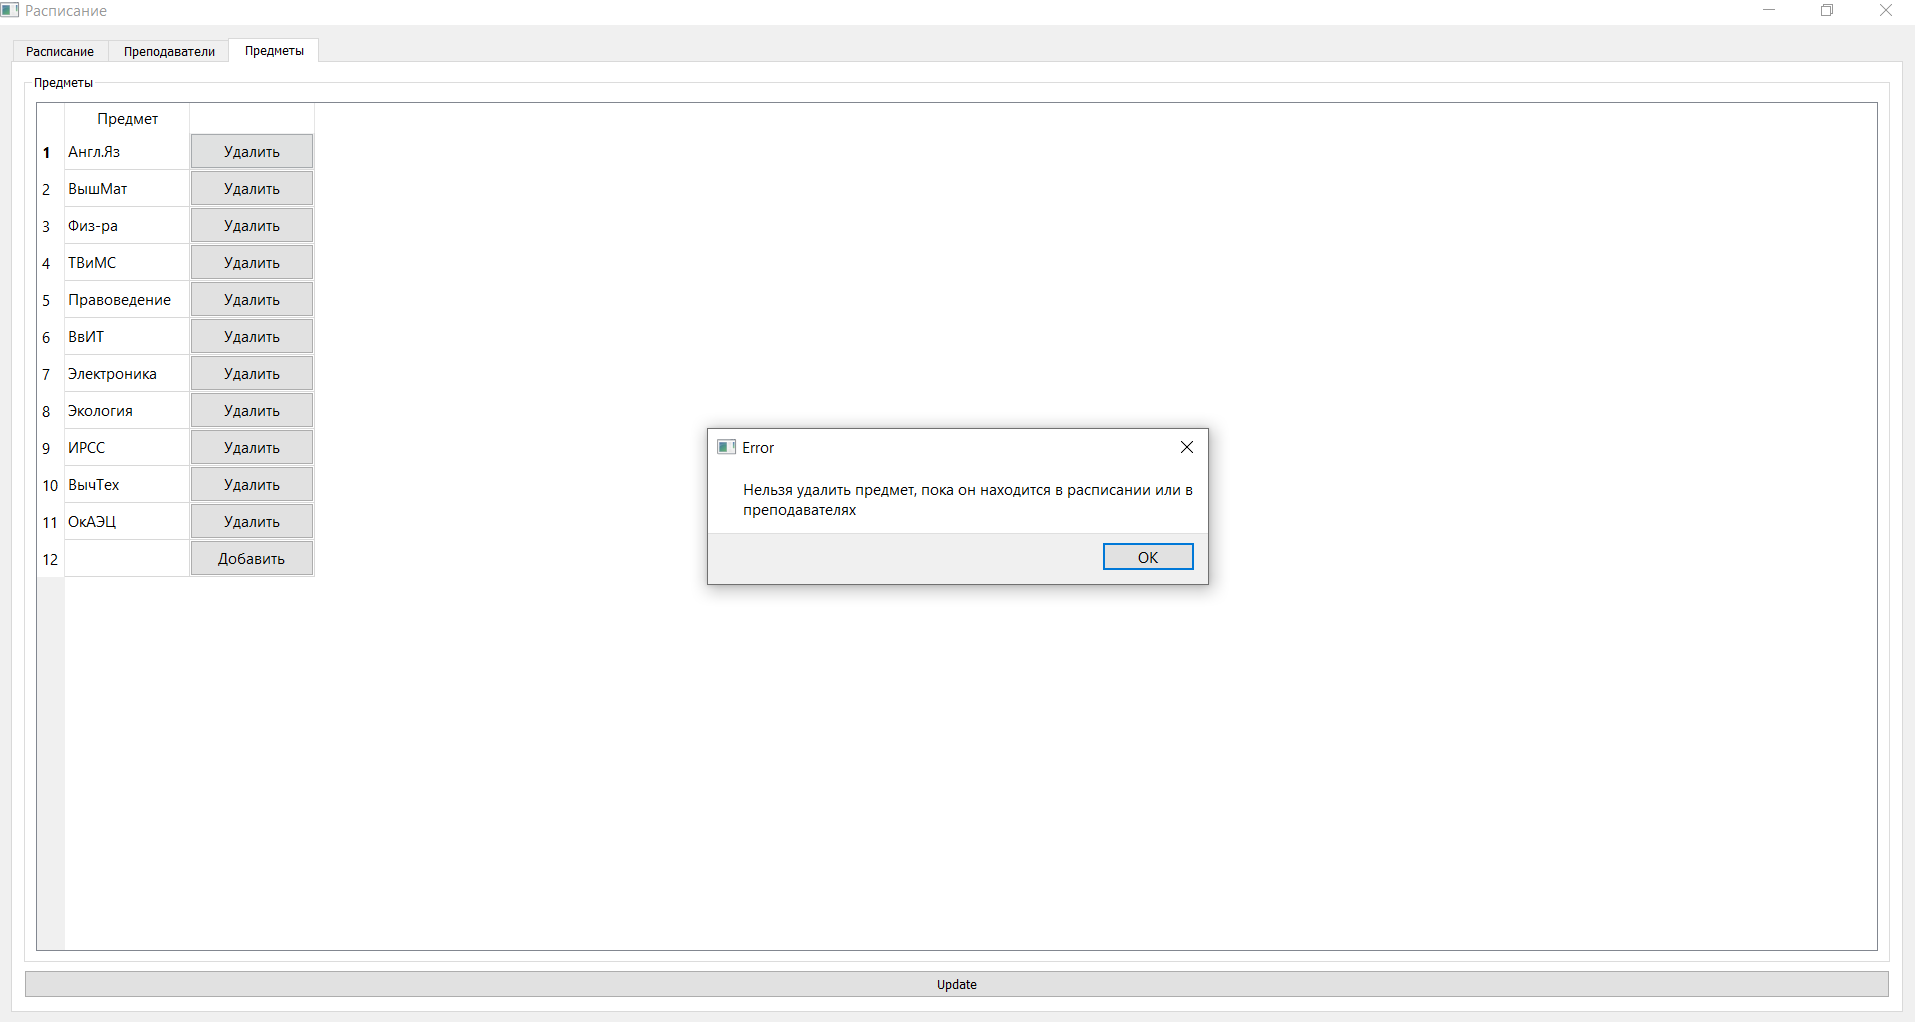 Расписание
Расписание Преподаватели Предметы
Предметы
Предмет
1 Англ.Яз Удалить
2 ВышМат Удалить
3 Физ-ра Удалить
4 ТВиМС Удалить
5 Правоведение Удалить
6 ВвИТ Удалить
7 Электроника Удалить
8 Экология Удалить
9 ИРСС Удалить
10 ВычТех Удалить
11 ОкАЭЦ Удалить
12 Добавить
Error
Нельзя удалить предмет, пока он находится в расписании или в
преподавателях
OK
Update